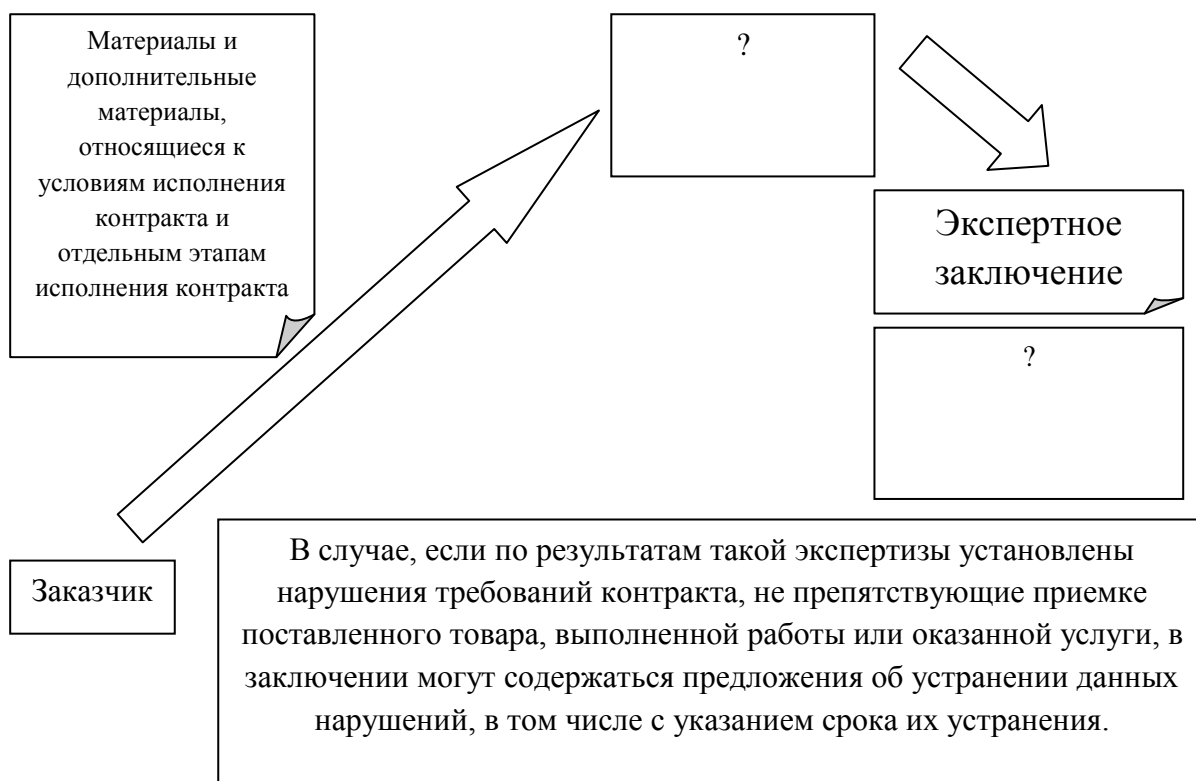 Материалы и
дополнительные
материалы,
относящиеся к
условиям исполнения
контракта и
отдельным этапам
исполнения контракта
?
Экспертное
заключение
?
Заказчик
В случае, если по результатам такой экспертизы установлены
нарушения требований контракта, не препятствующие приемке
поставленного товара, выполненной работы или оказанной услуги, в
заключении могут содержаться предложения об устранении данных
нарушений, в том числе с указанием срока их устранения.